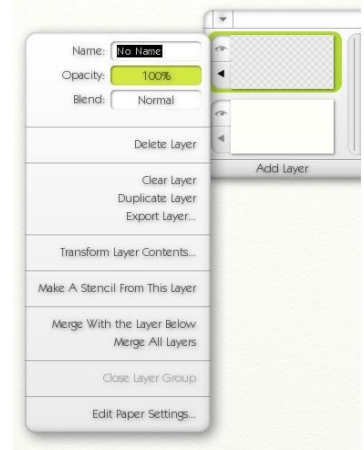 Name: No Name
Opacity: 100%
Blend: Normal
Delete Layer
Clear Layer
Duplicate Layer
Export Layer...
Transform Layer Contents...
Make A Stencil From This Layer
Merge With the Layer Below
Merge All Layers
Close Layer Group
Edit Paper Settings...
Add Layer